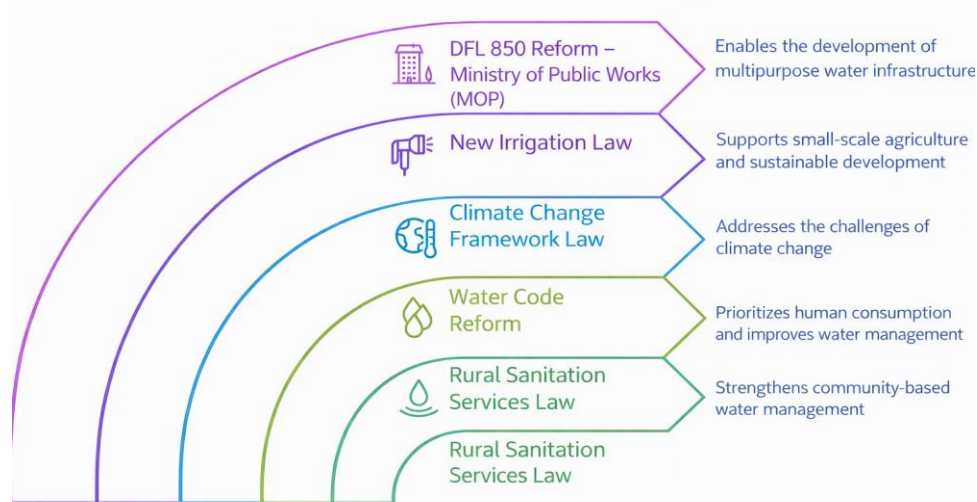 DFL 850 Reform –
Ministry of Public Works
(MOP)
Enables the development of
multipurpose water infrastructure
New Irrigation Law
Supports small-scale agriculture
and sustainable development
Climate Change
Framework Law
Addresses the challenges of
climate change
Water Code
Reform
Prioritizes human consumption
and improves water management
Rural Sanitation
Services Law
Strengthens community-based
water management
Rural Sanitation
Services Law